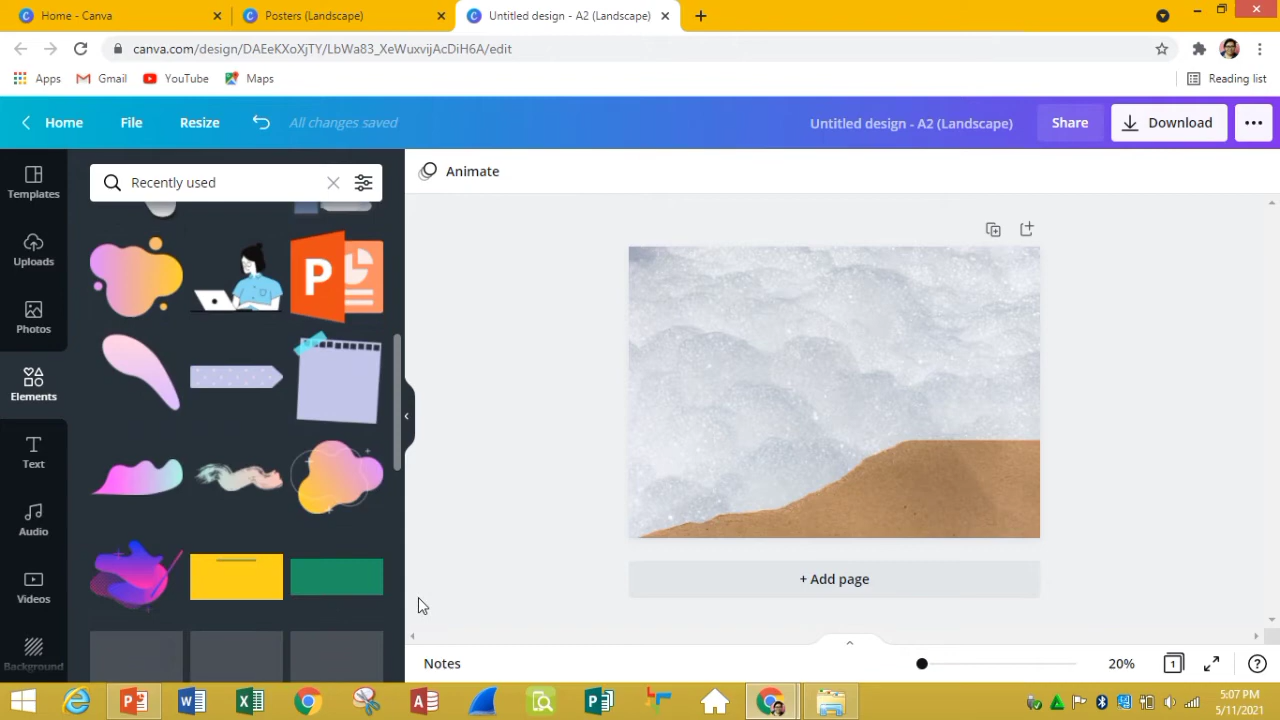 Home - Canva
Posters (Landscape)
Untitled design - A2 (Landscape)
canva.com/design/DAEeKXoXjTY/LbWa83_XeWuxvijAcDiH6A/edit
Apps
Gmail
YouTube
Maps
Reading list
Home
File
Resize
All changes saved
Untitled design - A2 (Landscape)
Share
Download
Templates
Uploads
Photos
Elements
Text
Audio
Videos
Background
Recently used
P
Animate
+ Add page
Notes
20%
1
5:07 PM
5/11/2021